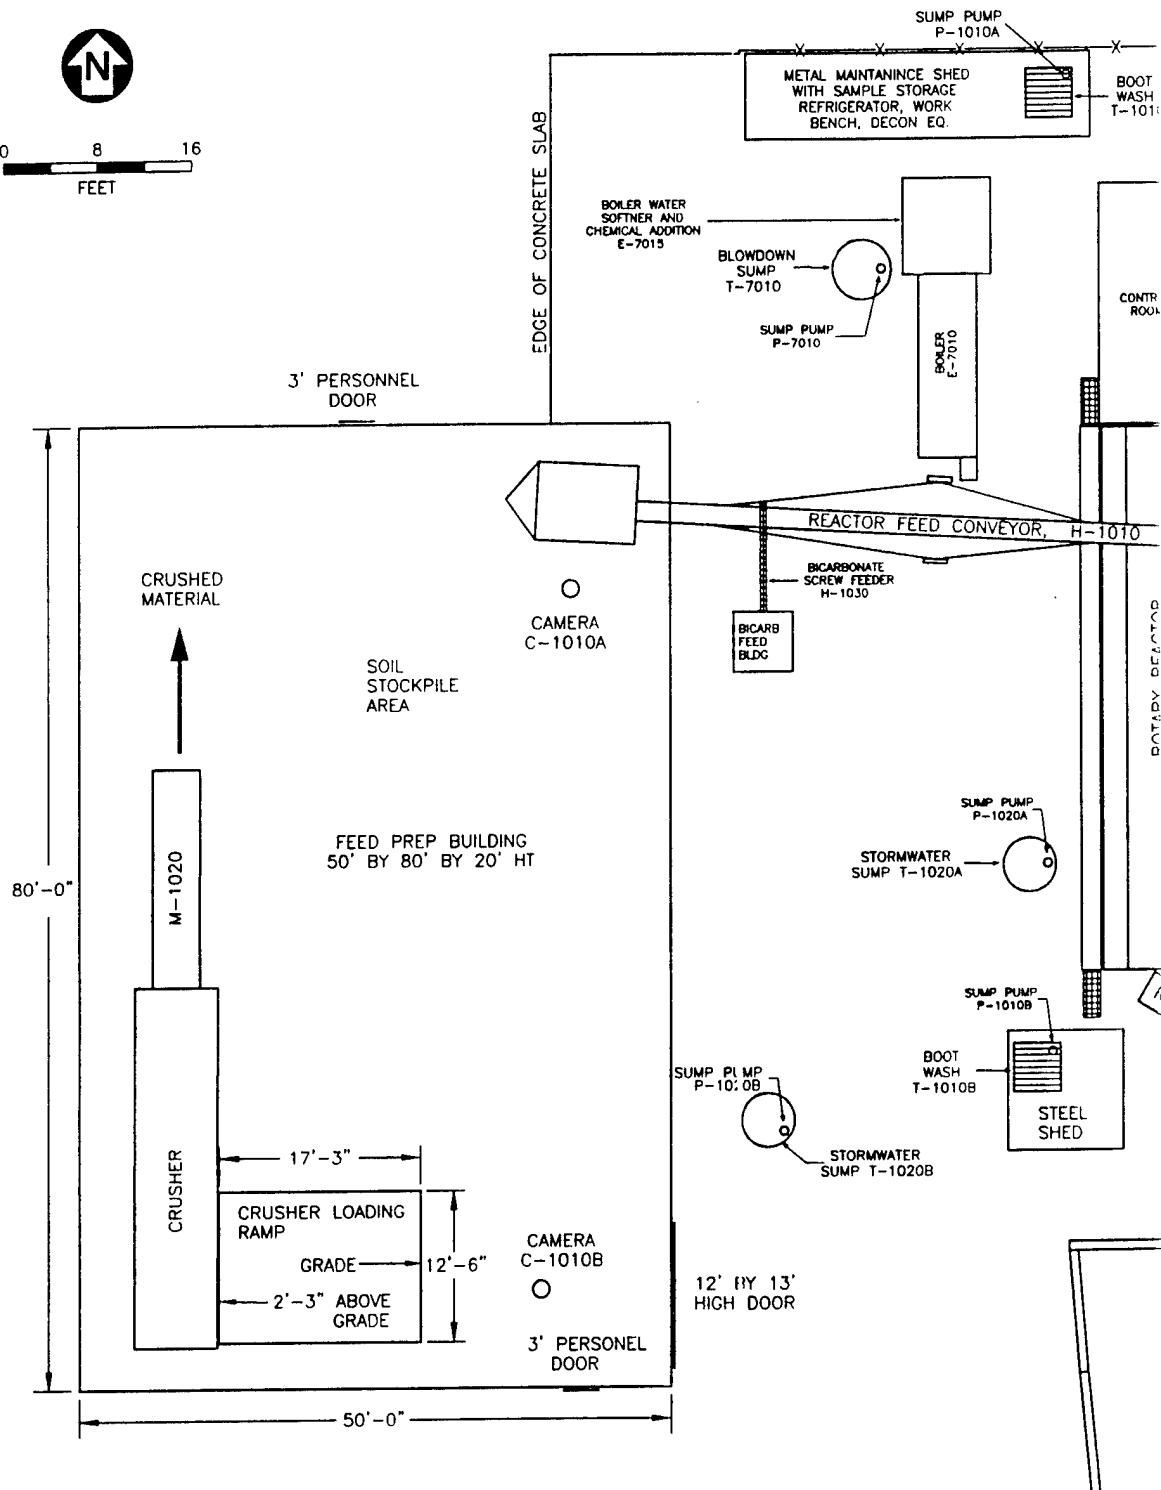 SUMP PUMP
P-1010A
N
METAL MAINTANINCE SHED
WITH SAMPLE STORAGE
REFRIGERATOR, WORK
BENCH, DECON EQ.
BOOT
WASH
0 8 16
FEET
EDGE OF CONCRETE SLAB
BOILER WATER
SOFTNER AND
CHEMICAL ADDITION
E-7015
BLOWDOWN
SUMP
T-7010
SUMP PUMP
P-7010
BOILER
E-7010
3' PERSONNEL
DOOR
REACTOR FEED CONVEYOR, H-1010
BICARBONATE
SCREW FEEDER
H-1030
BICARB
FEED
BLDG
CRUSHED
MATERIAL
CAMERA
C-1010A
SOIL
STOCKPILE
AREA
ROTARY REACTOR
M-1020
FEED PREP BUILDING
50' BY 80' BY 20' HT
80'-0"
SUMP PUMP
P-1020A
STORMWATER
SUMP T-1020A
SUMP PUMP
P-1010B
BOOT
WASH
T-1010B
STEEL
SHED
SUMP PUMP
P-1020B
STORMWATER
SUMP T-1020B
CRUSHER
17'-3"
CRUSHER LOADING
RAMP
GRADE
12'-6"
2'-3" ABOVE
GRADE
CAMERA
C-1010B
12' BY 13'
HIGH DOOR
3' PERSONEL
DOOR
50'-0"